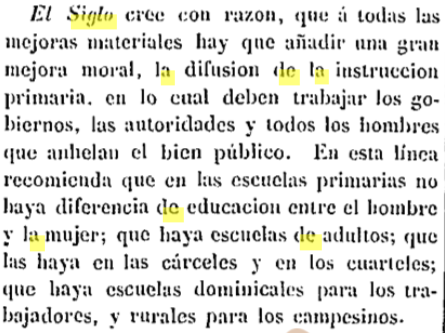 El Siglo cree con razon, que á todas las
mejoras materiales hay que añadir una gran
mejora moral, la difusion de la instruccion
primaria. en lo cual deben trabajar los go-
biernos, las autoridades y todos los hombres
que anhelan el bien público. En esta línea
recomienda que en las escuelas primarias no
haya diferencia de educacion entre el hombre
y la mujer; que haya escuelas de adultos; que
las haya en las cárceles y en los cuarteles;
que haya escuelas dominicales para los tra-
bajadores, y rurales para los campesinos.